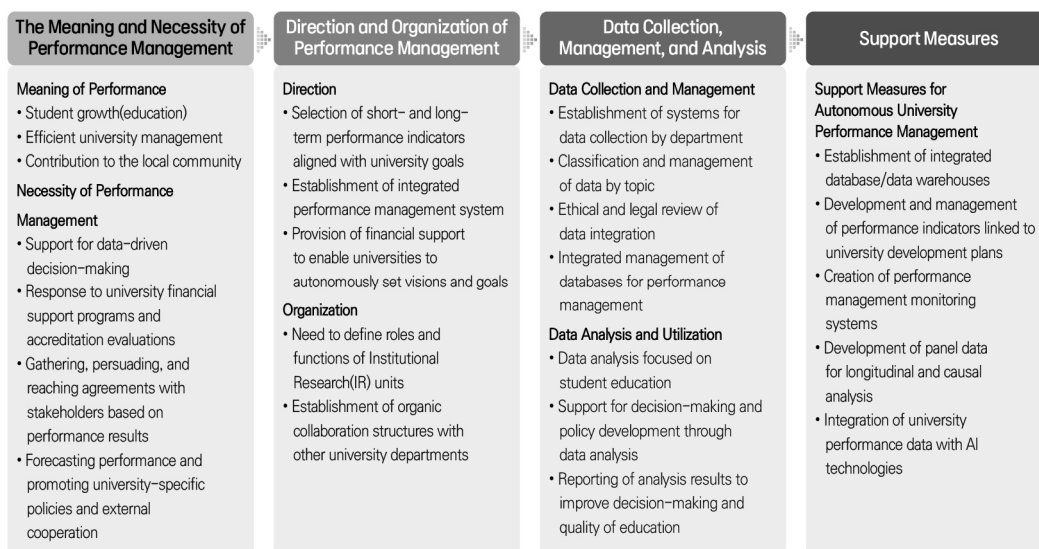 The Meaning and Necessity of
Performance Management
Meaning of Performance
• Student growth(education)
• Efficient university management
• Contribution to the local community
Necessity of Performance
Management
• Support for data-driven
decision-making
• Response to university financial
support programs and
accreditation evaluations
• Gathering, persuading, and
reaching agreements with
stakeholders based on
performance results
• Forecasting performance and
promoting university-specific
policies and external
cooperation
Direction and Organization of
Performance Management
Direction
• Selection of short- and long-
term performance indicators
aligned with university goals
• Establishment of integrated
performance management system
• Provision of financial support
to enable universities to
autonomously set visions and goals
Organization
• Need to define roles and
functions of Institutional
Research(IR) units
• Establishment of organic
collaboration structures with
other university departments
Data Collection,
Management, and Analysis
Data Collection and Management
• Establishment of systems for
data collection by department
• Classification and management
of data by topic
• Ethical and legal review of
data integration
• Integrated management of
databases for performance
management
Data Analysis and Utilization
• Data analysis focused on
student education
• Support for decision-making and
policy development through
data analysis
• Reporting of analysis results to
improve decision-making and
quality of education
Support Measures
Support Measures for
Autonomous University
Performance Management
• Establishment of integrated
database/data warehouses
• Development and management
of performance indicators linked to
university development plans
• Creation of performance
management monitoring
systems
• Development of panel data
for longitudinal and causal
analysis
• Integration of university
performance data with AI
technologies